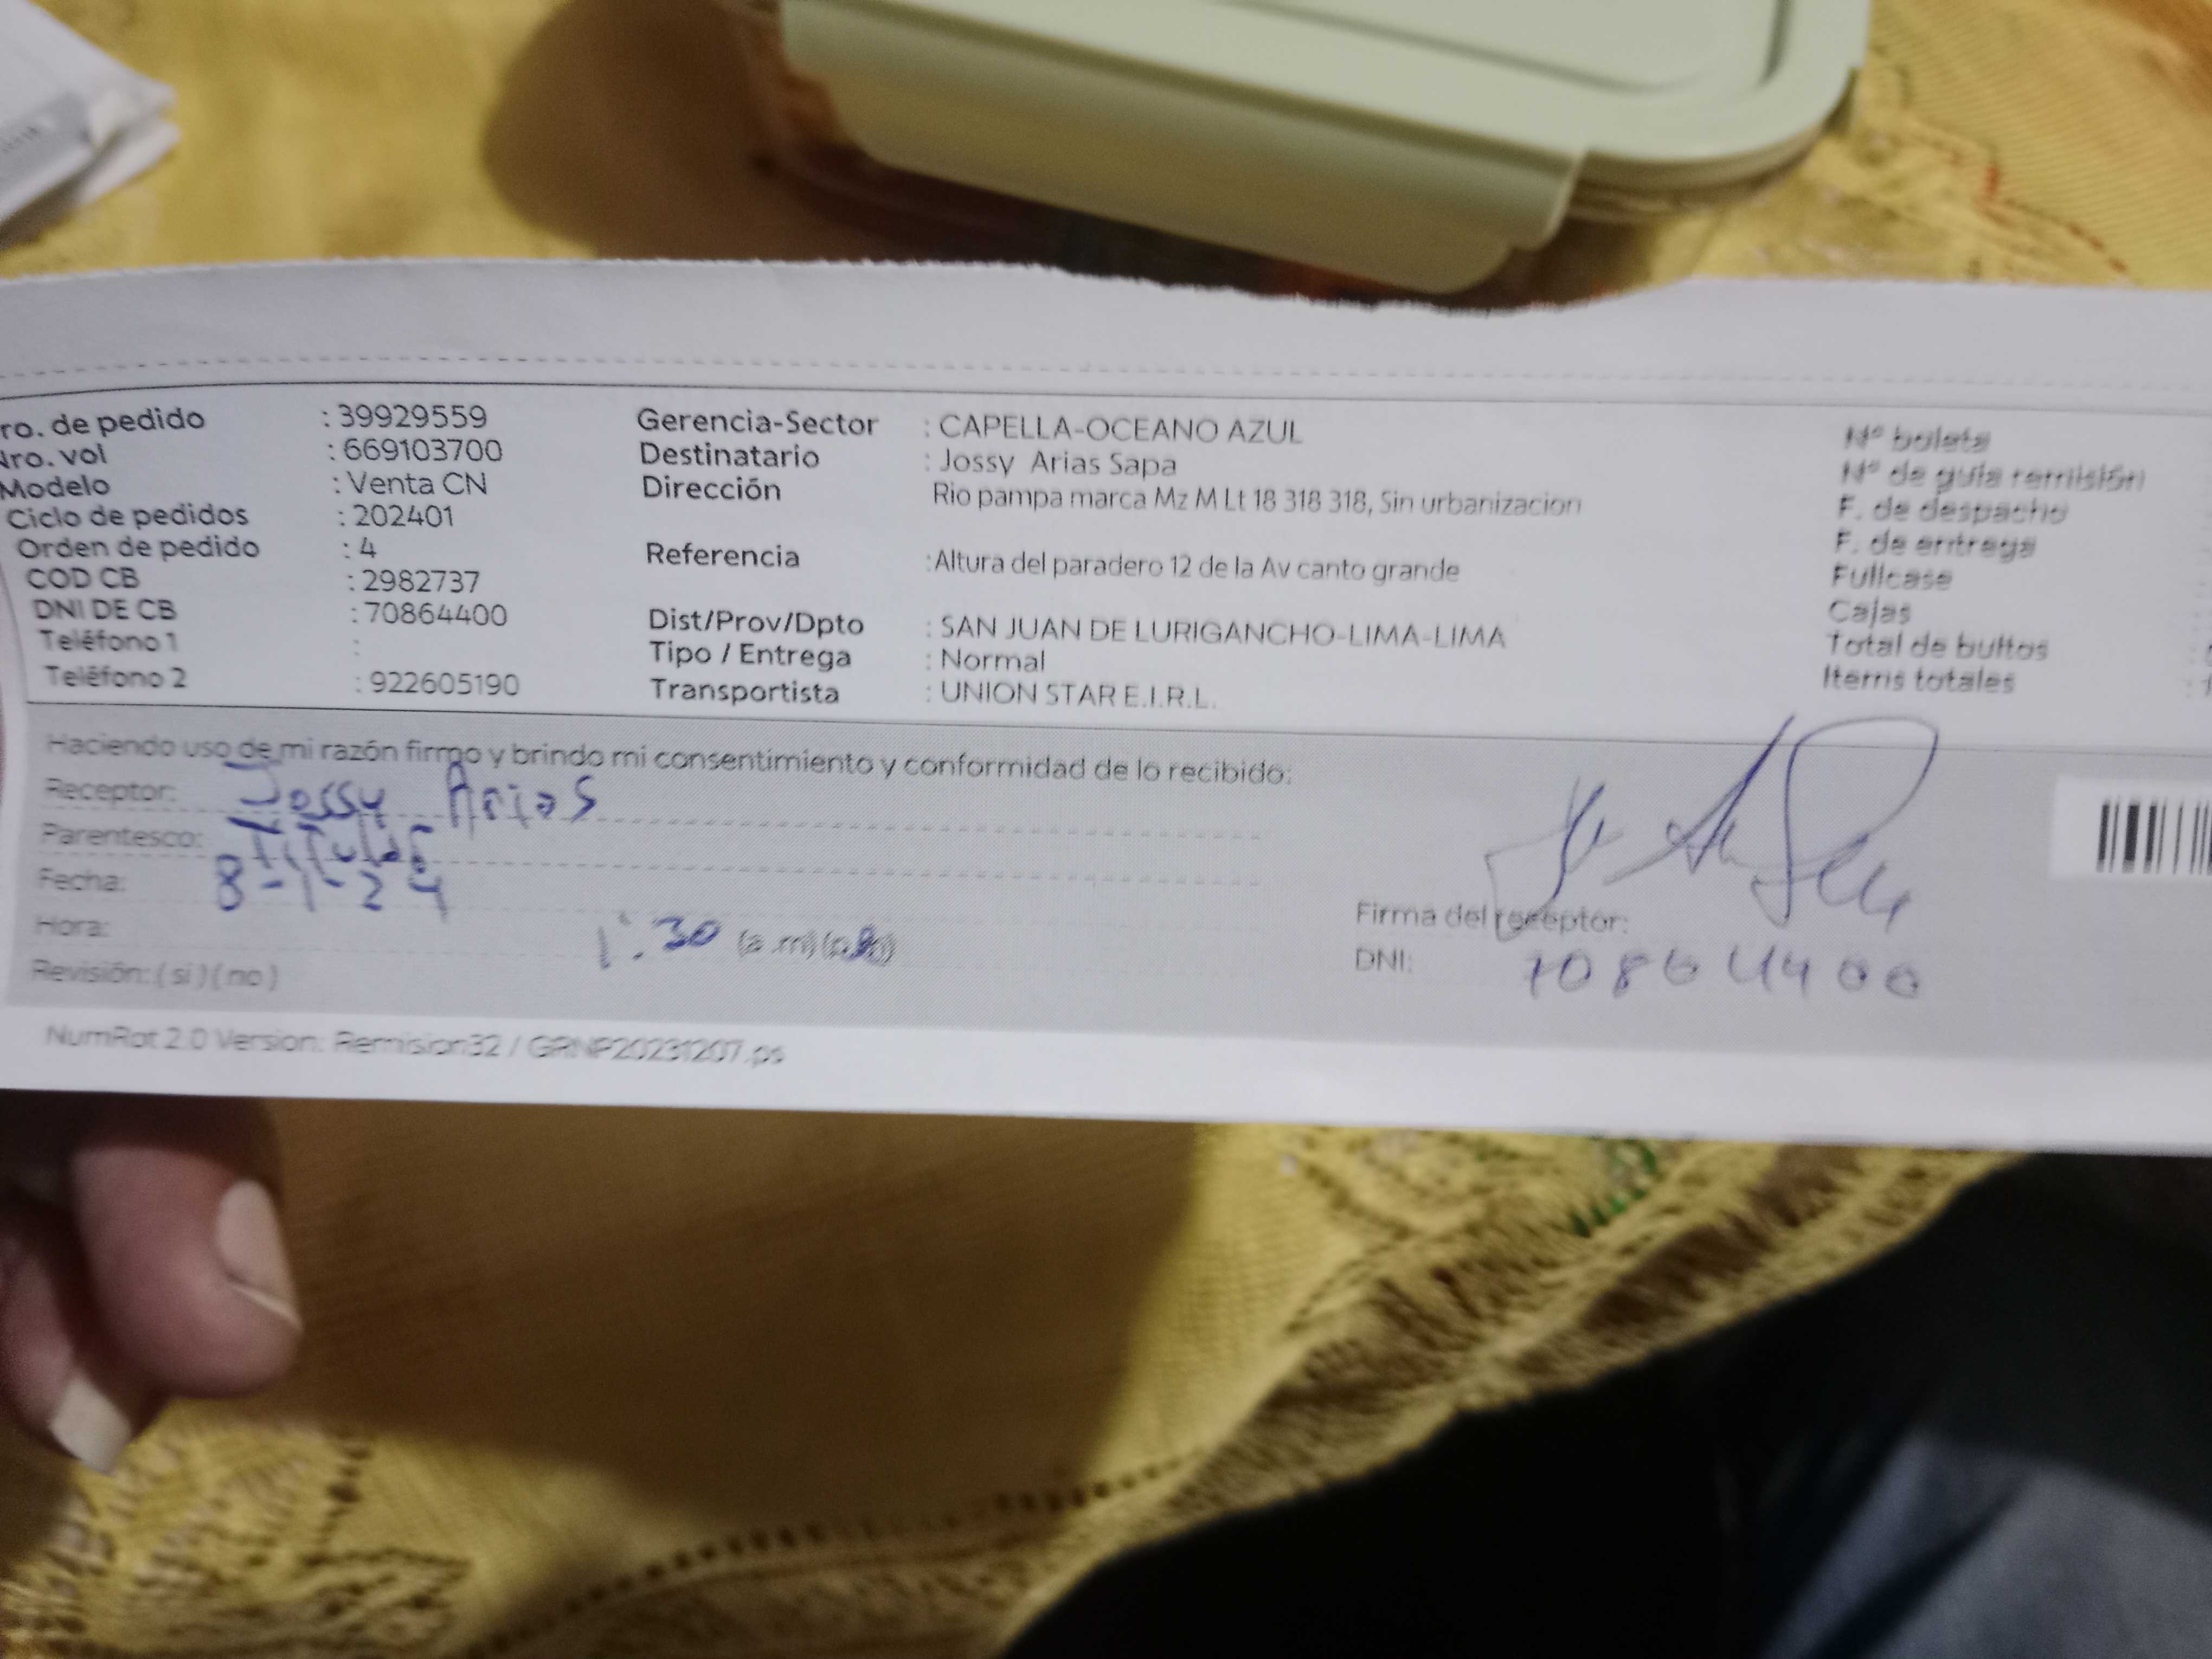 ro. de pedido : 39929559
Nro. vol : 669103700
Modelo : Venta CN
Ciclo de pedidos : 202401
Orden de pedido : 4
COD CB : 2982737
DNI DE CB : 70864400
Teléfono 1 :
Teléfono 2 : 922605190
Gerencia-Sector : CAPELLA-OCEANO AZUL
Destinatario : Jossy Arias Sapa
Dirección Rio pampa marca Mz M Lt 18 318 318, Sin urbanizacion
Referencia :Altura del paradero 12 de la Av canto grande
Dist/Prov/Dpto : SAN JUAN DE LURIGANCHO-LIMA-LIMA
Tipo / Entrega : Normal
Transportista : UNION STAR E.I.R.L.
Nº boleta
Nº de guía remisión
F. de despacho
F. de entrega
Fullcase
Cajas
Total de bultos
Items totales
Haciendo uso de mi razón firmo y brindo mi consentimiento y conformidad de lo recibido:
Receptor: Jossy Arias
Parentesco: Titular
Fecha: 8-1-24
Hora: 1:30 (a.m) (p.m)
Revisión: ( si ) ( no )
Firma del receptor:
DNI: 70864400
NumRot 2.0 Version: Remision32 / GRNP20231207.ps